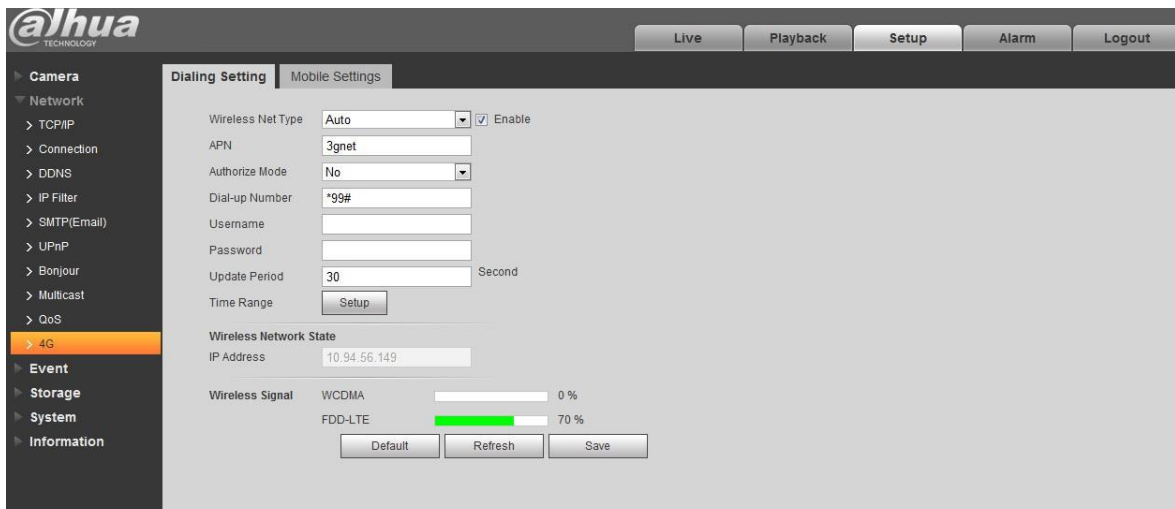 alhua
TECHNOLOGY
Live Playback Setup Alarm Logout
Camera
Network
> TCP/IP
> Connection
> DDNS
> IP Filter
> SMTP(Email)
> UPnP
> Bonjour
> Multicast
> QoS
> 4G
Event
Storage
System
Information
Dialing Setting Mobile Settings
Wireless Net Type Auto Enable
APN 3gnet
Authorize Mode No
Dial-up Number *99#
Username
Password
Update Period 30 Second
Time Range Setup
Wireless Network State
IP Address 10.94.56.149
Wireless Signal WCDMA 0 %
FDD-LTE 70 %
Default Refresh Save